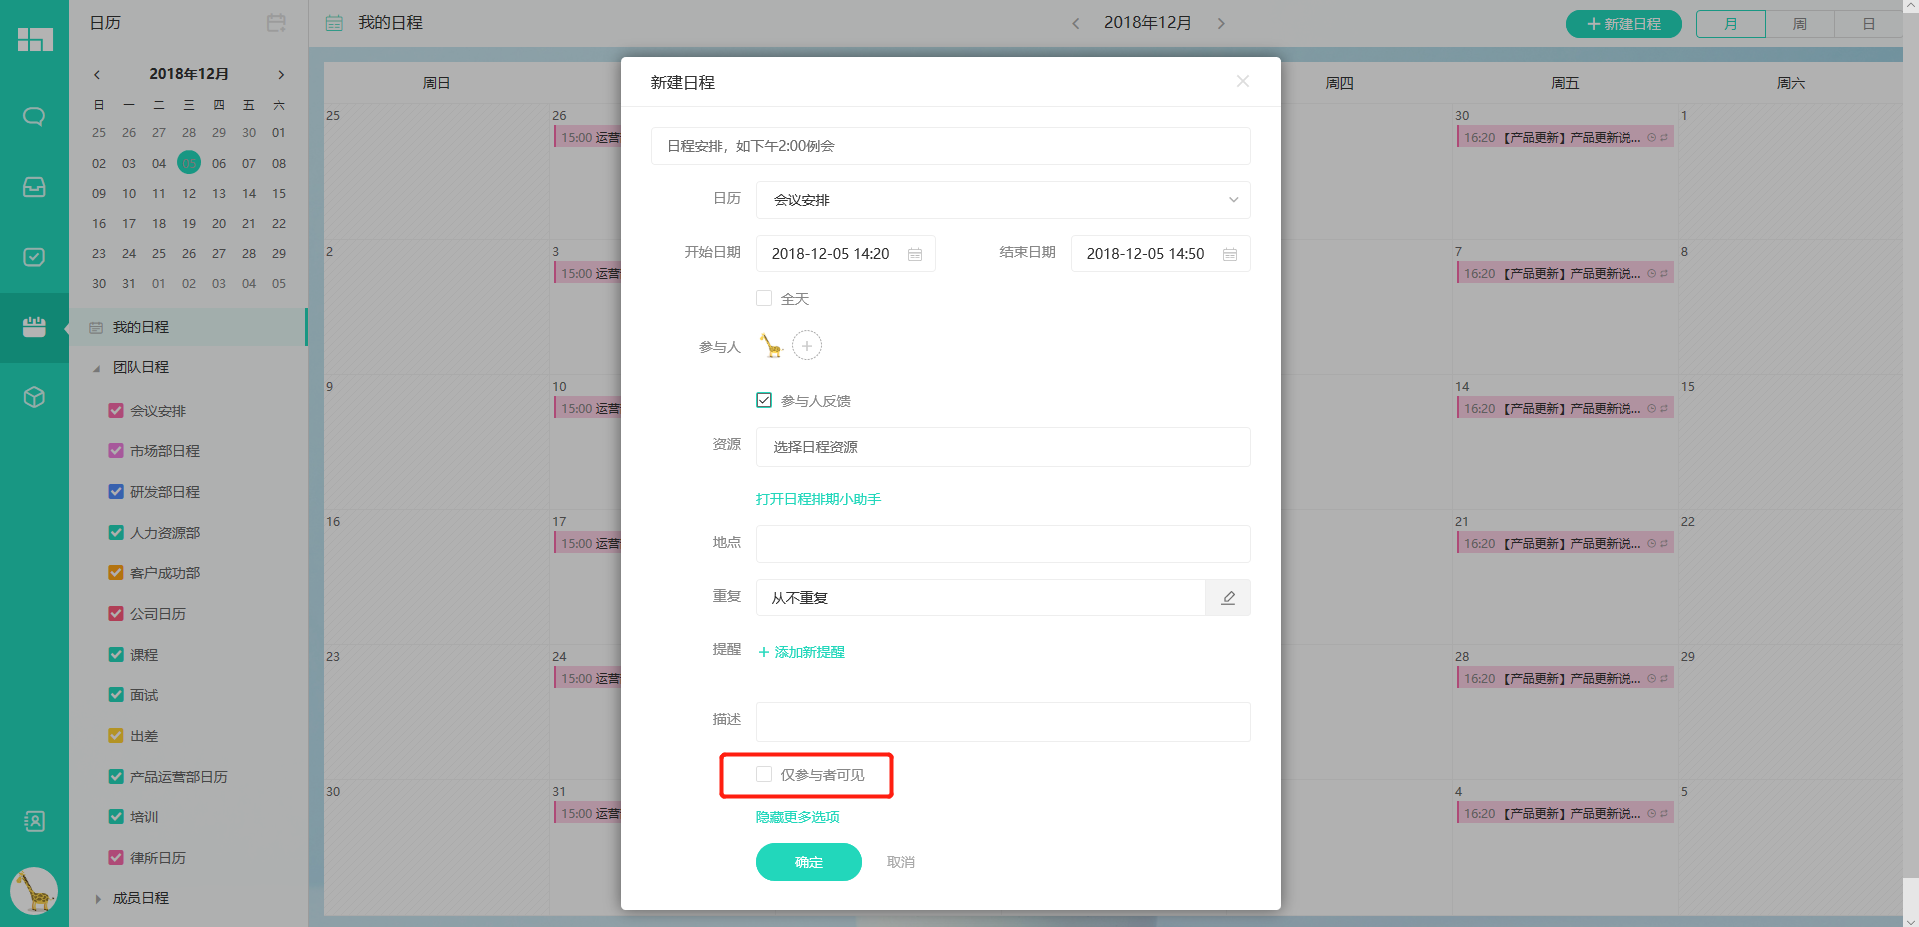 日历
我的日程
2018年12月
新建日程
月
周
日
2018年12月
日 一 二 三 四 五 六
25 26 27 28 29 30 01
02 03 04 05 06 07 08
09 10 11 12 13 14 15
16 17 18 19 20 21 22
23 24 25 26 27 28 29
30 31 01 02 03 04 05
我的日程
团队日程
会议安排
市场部日程
研发部日程
人力资源部
客户成功部
公司日历
课程
面试
出差
产品运营部日历
培训
律所日历
成员日程
周日 周四 周五 周六
25 26 30 1
15:00 运营
16:20 【产品更新】产品更新说...
2 3 7 8
15:00 运营
16:20 【产品更新】产品更新说...
9 10 14 15
15:00 运营
16:20 【产品更新】产品更新说...
16 17 21 22
15:00 运营
16:20 【产品更新】产品更新说...
23 24 28 29
15:00 运营
16:20 【产品更新】产品更新说...
30 31 4 5
15:00 运营
16:20 【产品更新】产品更新说...
新建日程
日程安排，如下午2:00例会
日历 会议安排
开始日期 2018-12-05 14:20 结束日期 2018-12-05 14:50
全天
参与人
参与人反馈
资源 选择日程资源
打开日程排期小助手
地点
重复 从不重复
提醒 + 添加新提醒
描述
仅参与者可见
隐藏更多选项
确定 取消